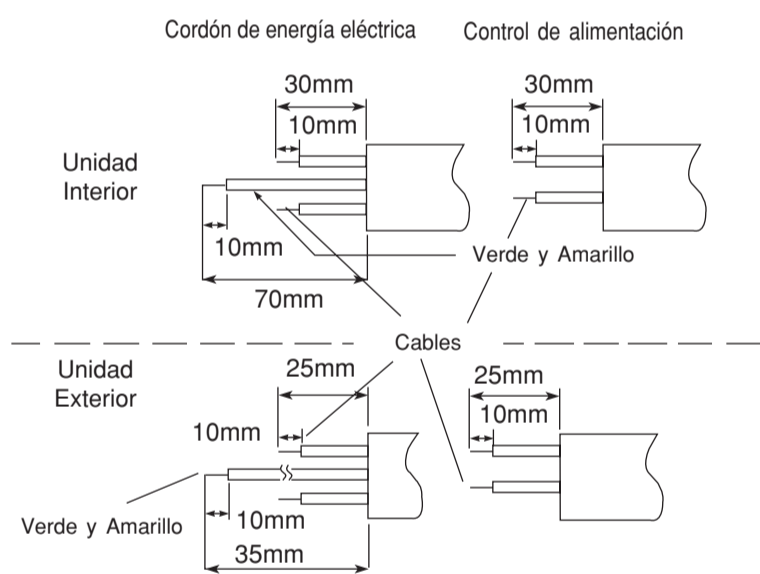 Cordón de energía eléctrica
Control de alimentación
30mm
30mm
10mm
10mm
Unidad
Interior
10mm
Verde y Amarillo
70mm
Cables
Unidad
Exterior
25mm
25mm
10mm
10mm
Verde y Amarillo
10mm
35mm